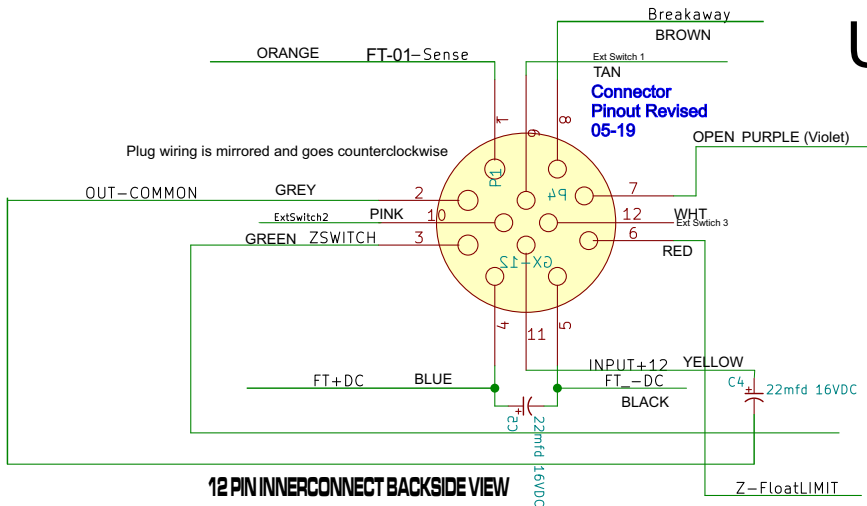 Breakaway
BROWN
U
ORANGE FT-01-Sense
Ext Switch 1
TAN
Connector
Pinout Revised
05-19
1
9
8
OPEN PURPLE (Violet)
Plug wiring is mirrored and goes counterclockwise
P1
P4
7
OUT-COMMON GREY 2
ExtSwitch2 PINK 10
12 WHT
Ext Swtich 3
GREEN ZSWITCH 3
6
RED
GX-12
4
11
5
INPUT+12 YELLOW
FT+DC BLUE
FT_-DC
BLACK
C4
+
22mfd 16VDC
C5
+
22mfd 16VDC
12 PIN INNERCONNECT BACKSIDE VIEW
Z-FloatLIMIT